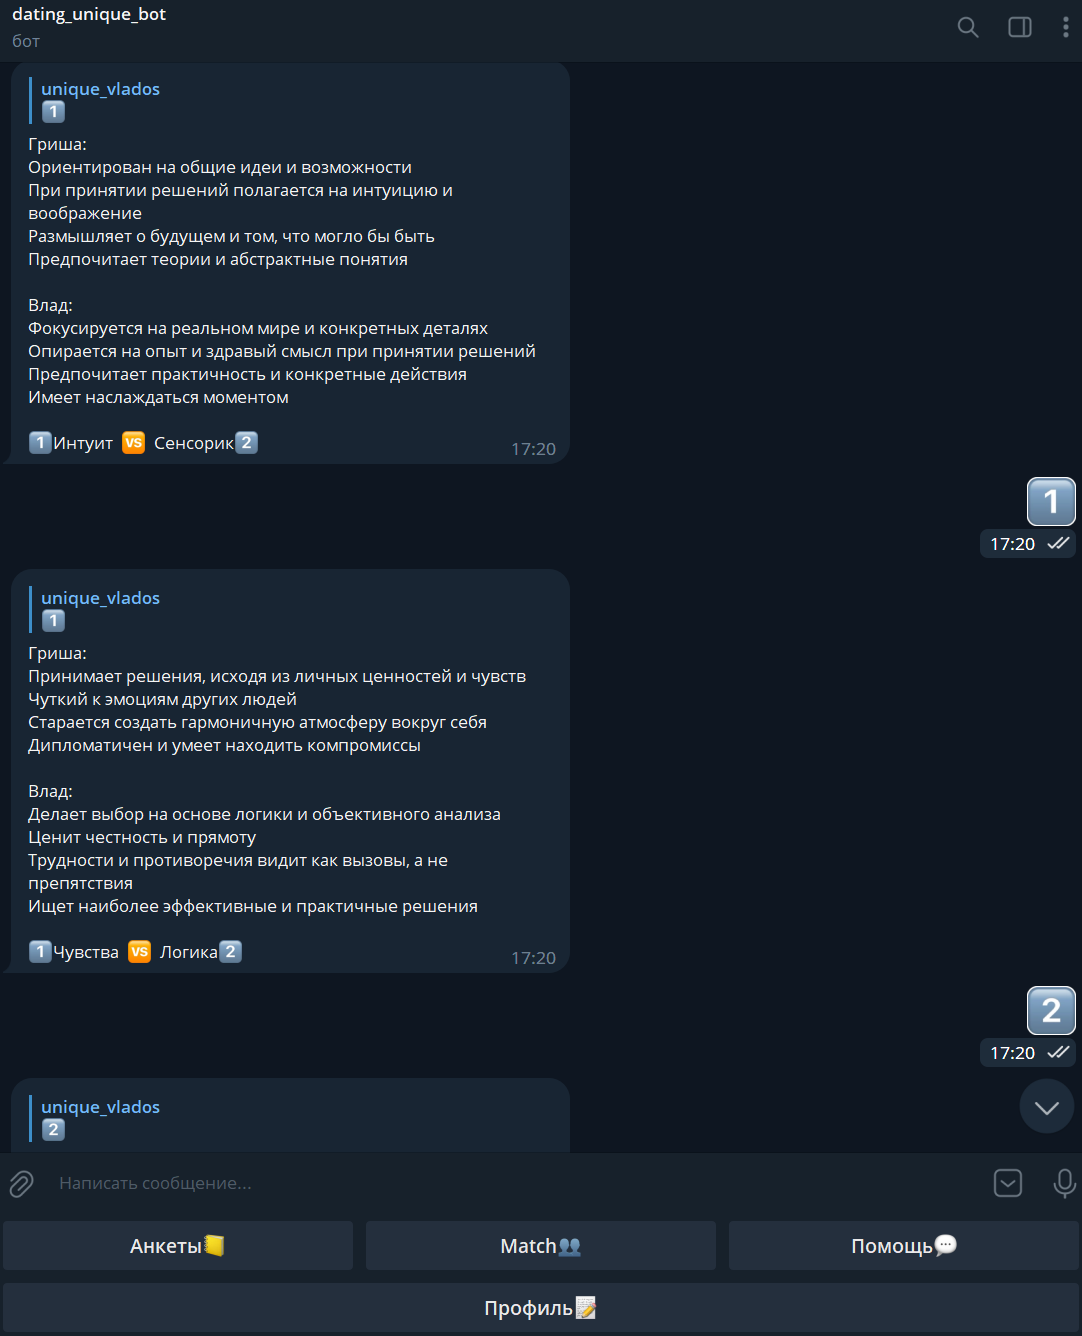 dating_unique_bot
бот
unique_vlados
1
Гриша:
Ориентирован на общие идеи и возможности
При принятии решений полагается на интуицию и
воображение
Размышляет о будущем и том, что могло бы быть
Предпочитает теории и абстрактные понятия
Влад:
Фокусируется на реальном мире и конкретных деталях
Опирается на опыт и здравый смысл при принятии решений
Предпочитает практичность и конкретные действия
Имеет наслаждаться моментом
1Интуит VS Сенсорик2
17:20
1
17:20
unique_vlados
1
Гриша:
Принимает решения, исходя из личных ценностей и чувств
Чуткий к эмоциям других людей
Старается создать гармоничную атмосферу вокруг себя
Дипломатичен и умеет находить компромиссы
Влад:
Делает выбор на основе логики и объективного анализа
Ценит честность и прямоту
Трудности и противоречия видит как вызовы, а не
препятствия
Ищет наиболее эффективные и практичные решения
1Чувства VS Логика2
17:20
2
17:20
unique_vlados
2
Написать сообщение...
Анкеты
Match
Помощь
Профиль